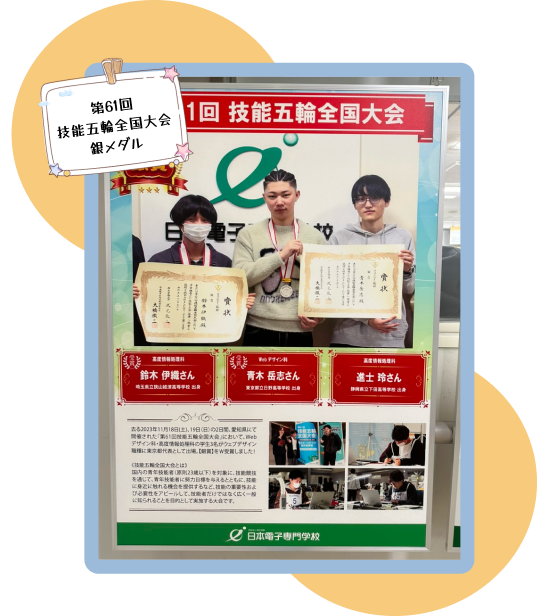 第61回
技能五輪全国大会
銀メダル
1回 技能五輪全国大会
日本電子専門学校
賞状
賞状
高度情報処理科
鈴木 伊織さん
埼玉県立狭山経済高等学校 出身
Webデザイン科
青木 岳志さん
東京都立日野高等学校 出身
高度情報処理科
進士 玲さん
静岡県立下田高等学校 出身
去る2023年11月18日(土)、19日(日)の2日間、愛知県にて
開催された「第61回技能五輪全国大会」において、Web
デザイン科・高度情報処理科の学生3名がウェブデザイン
職種に東京都代表として出場。【銀賞】をW受賞しました!
《技能五輪全国大会とは》
国内の青年技能者(原則23歳以下)を対象に、技能競技
を通じて、青年技能者に努力目標を与えるとともに、技能
に身近に触れる機会を提供するなど、技能の重要性およ
び必要性をアピールして、技能者だけではなく広く一般
に知られることを目的として実施する大会です。
5
日本電子専門学校